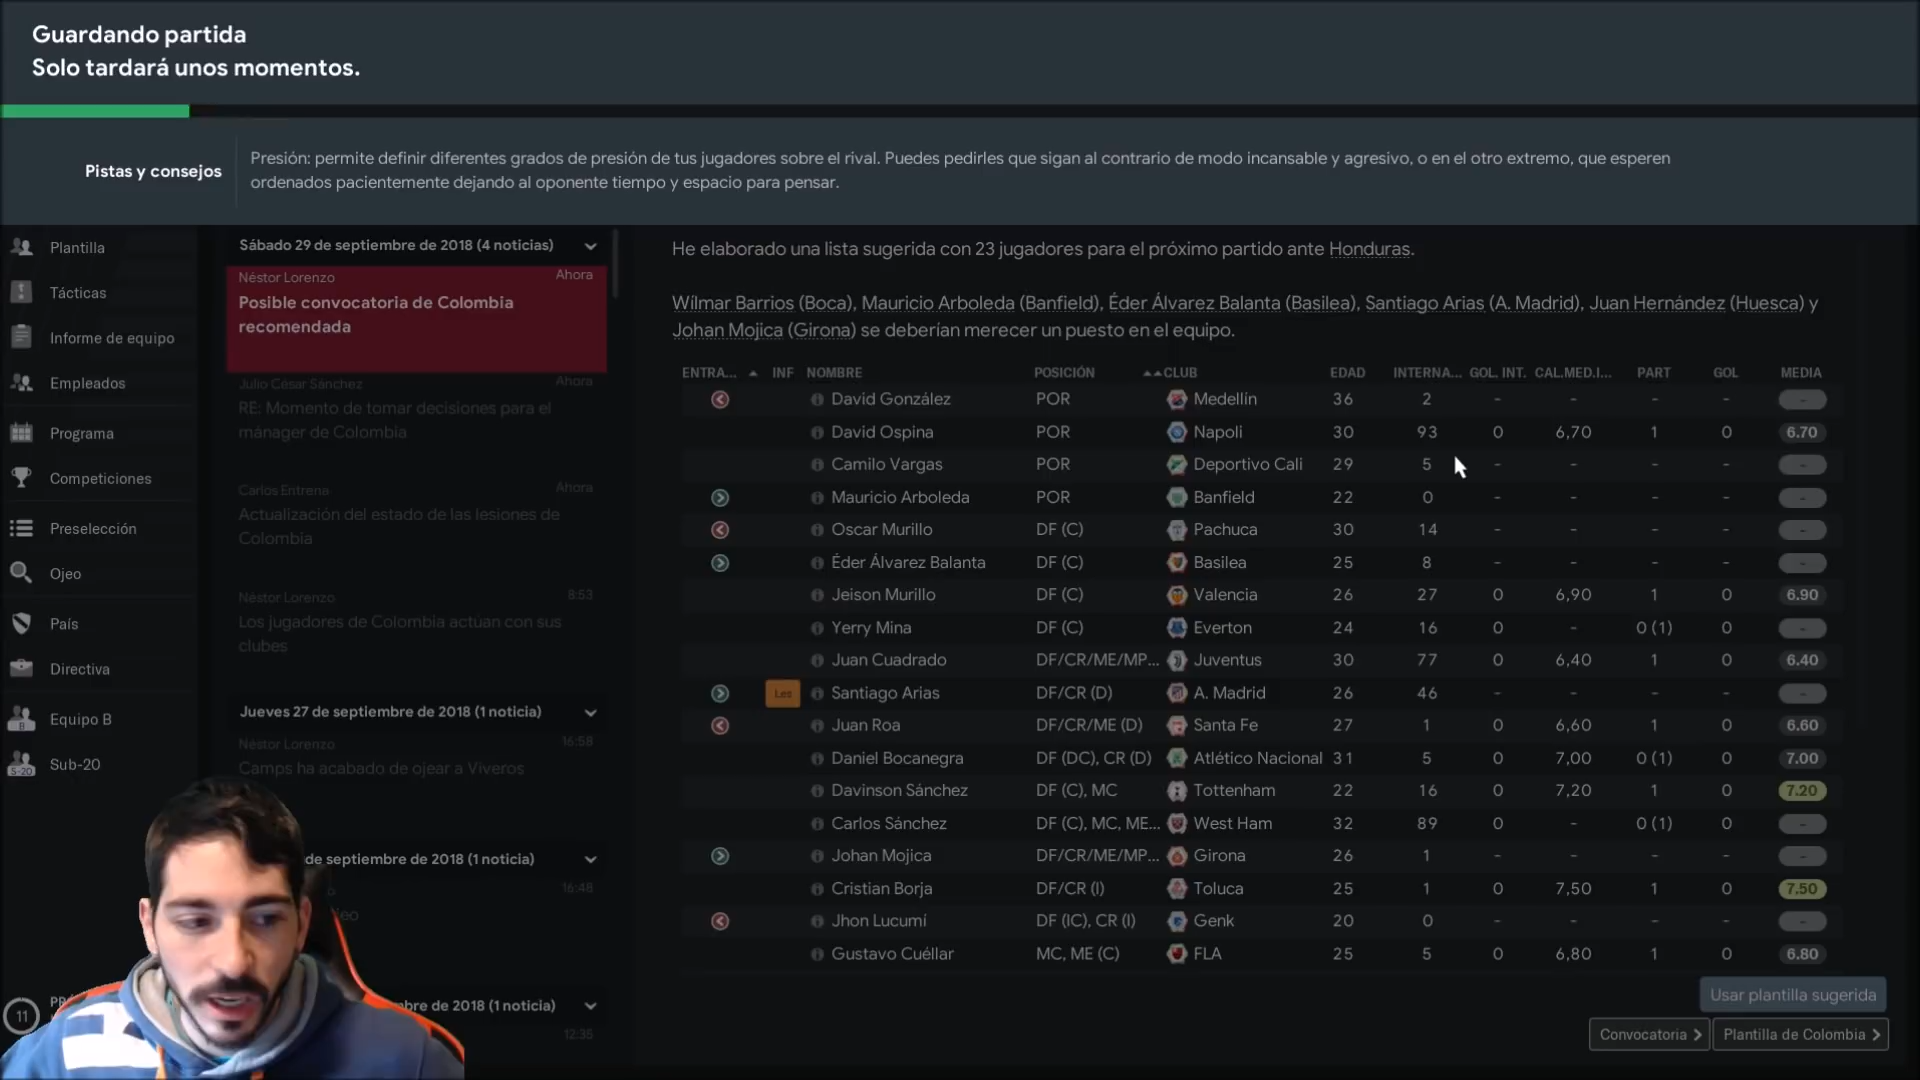 Guardando partida
Solo tardará unos momentos.
Pistas y consejos
Presión: permite definir diferentes grados de presión de tus jugadores sobre el rival. Puedes pedirles que sigan al contrario de modo incansable y agresivo, o en el otro extremo, que esperen
ordenados pacientemente dejando al oponente tiempo y espacio para pensar.
Plantilla
Tácticas
Informe de equipo
Empleados
Programa
Competiciones
Preselección
Ojeo
País
Directiva
Equipo B
Sub-20
11
Sábado 29 de septiembre de 2018 (4 noticias)
Néstor Lorenzo Ahora
Posible convocatoria de Colombia
recomendada
Julio César Sánchez Ahora
RE: Momento de tomar decisiones para el
mánager de Colombia
Carlos Entrena Ahora
Actualización del estado de las lesiones de
Colombia
Néstor Lorenzo 8:53
Los jugadores de Colombia actúan con sus
clubes
Jueves 27 de septiembre de 2018 (1 noticia)
Néstor Lorenzo 16:58
Camps ha acabado de ojear a Viveros
de septiembre de 2018 (1 noticia)
16:48
bre de 2018 (1 noticia)
12:35
He elaborado una lista sugerida con 23 jugadores para el próximo partido ante Honduras.
Wílmar Barrios (Boca), Mauricio Arboleda (Banfield), Éder Álvarez Balanta (Basilea), Santiago Arias (A. Madrid), Juan Hernández (Huesca) y
Johan Mojica (Girona) se deberían merecer un puesto en el equipo.
ENTRA... INF NOMBRE POSICIÓN CLUB EDAD INTERNA... GOL. INT. CAL.MED.I... PART GOL MEDIA
David González POR Medellín 36 2 - - - - -
David Ospina POR Napoli 30 93 0 6,70 1 0 6.70
Camilo Vargas POR Deportivo Cali 29 5 - - - - -
Mauricio Arboleda POR Banfield 22 0 - - - - -
Oscar Murillo DF (C) Pachuca 30 14 - - - - -
Éder Álvarez Balanta DF (C) Basilea 25 8 - - - - -
Jeison Murillo DF (C) Valencia 26 27 0 6,90 1 0 6.90
Yerry Mina DF (C) Everton 24 16 0 - 0 (1) 0 -
Juan Cuadrado DF/CR/ME/MP... Juventus 30 77 0 6,40 1 0 6.40
Les Santiago Arias DF/CR (D) A. Madrid 26 46 - - - - -
Juan Roa DF/CR/ME (D) Santa Fe 27 1 0 6,60 1 0 6.60
Daniel Bocanegra DF (DC), CR (D) Atlético Nacional 31 5 0 7,00 0 (1) 0 7.00
Davinson Sánchez DF (C), MC Tottenham 22 16 0 7,20 1 0 7.20
Carlos Sánchez DF (C), MC, ME... West Ham 32 89 0 - 0 (1) 0 -
Johan Mojica DF/CR/ME/MP... Girona 26 1 - - - - -
Cristian Borja DF/CR (I) Toluca 25 1 0 7,50 1 0 7.50
Jhon Lucumí DF (IC), CR (I) Genk 20 0 - - - - -
Gustavo Cuéllar MC, ME (C) FLA 25 5 0 6,80 1 0 6.80
Usar plantilla sugerida
Convocatoria
Plantilla de Colombia